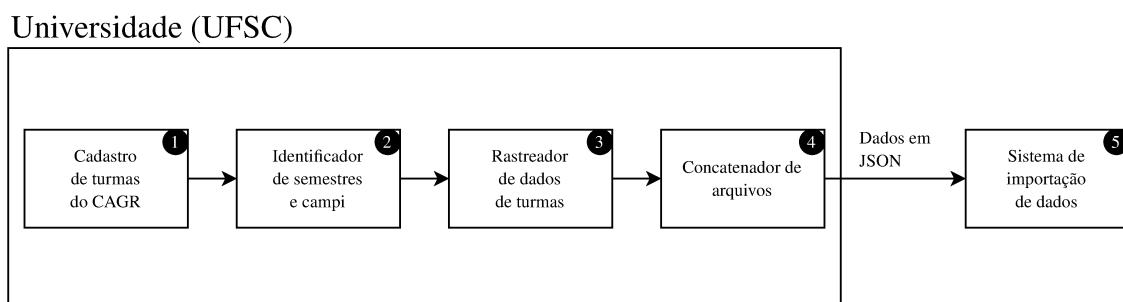 Universidade (UFSC)
1
Cadastro
de turmas
do CAGR
2
Identificador
de semestres
e campi
3
Rastreador
de dados
de turmas
4
Concatenador de
arquivos
Dados em
JSON
5
Sistema de
importação
de dados